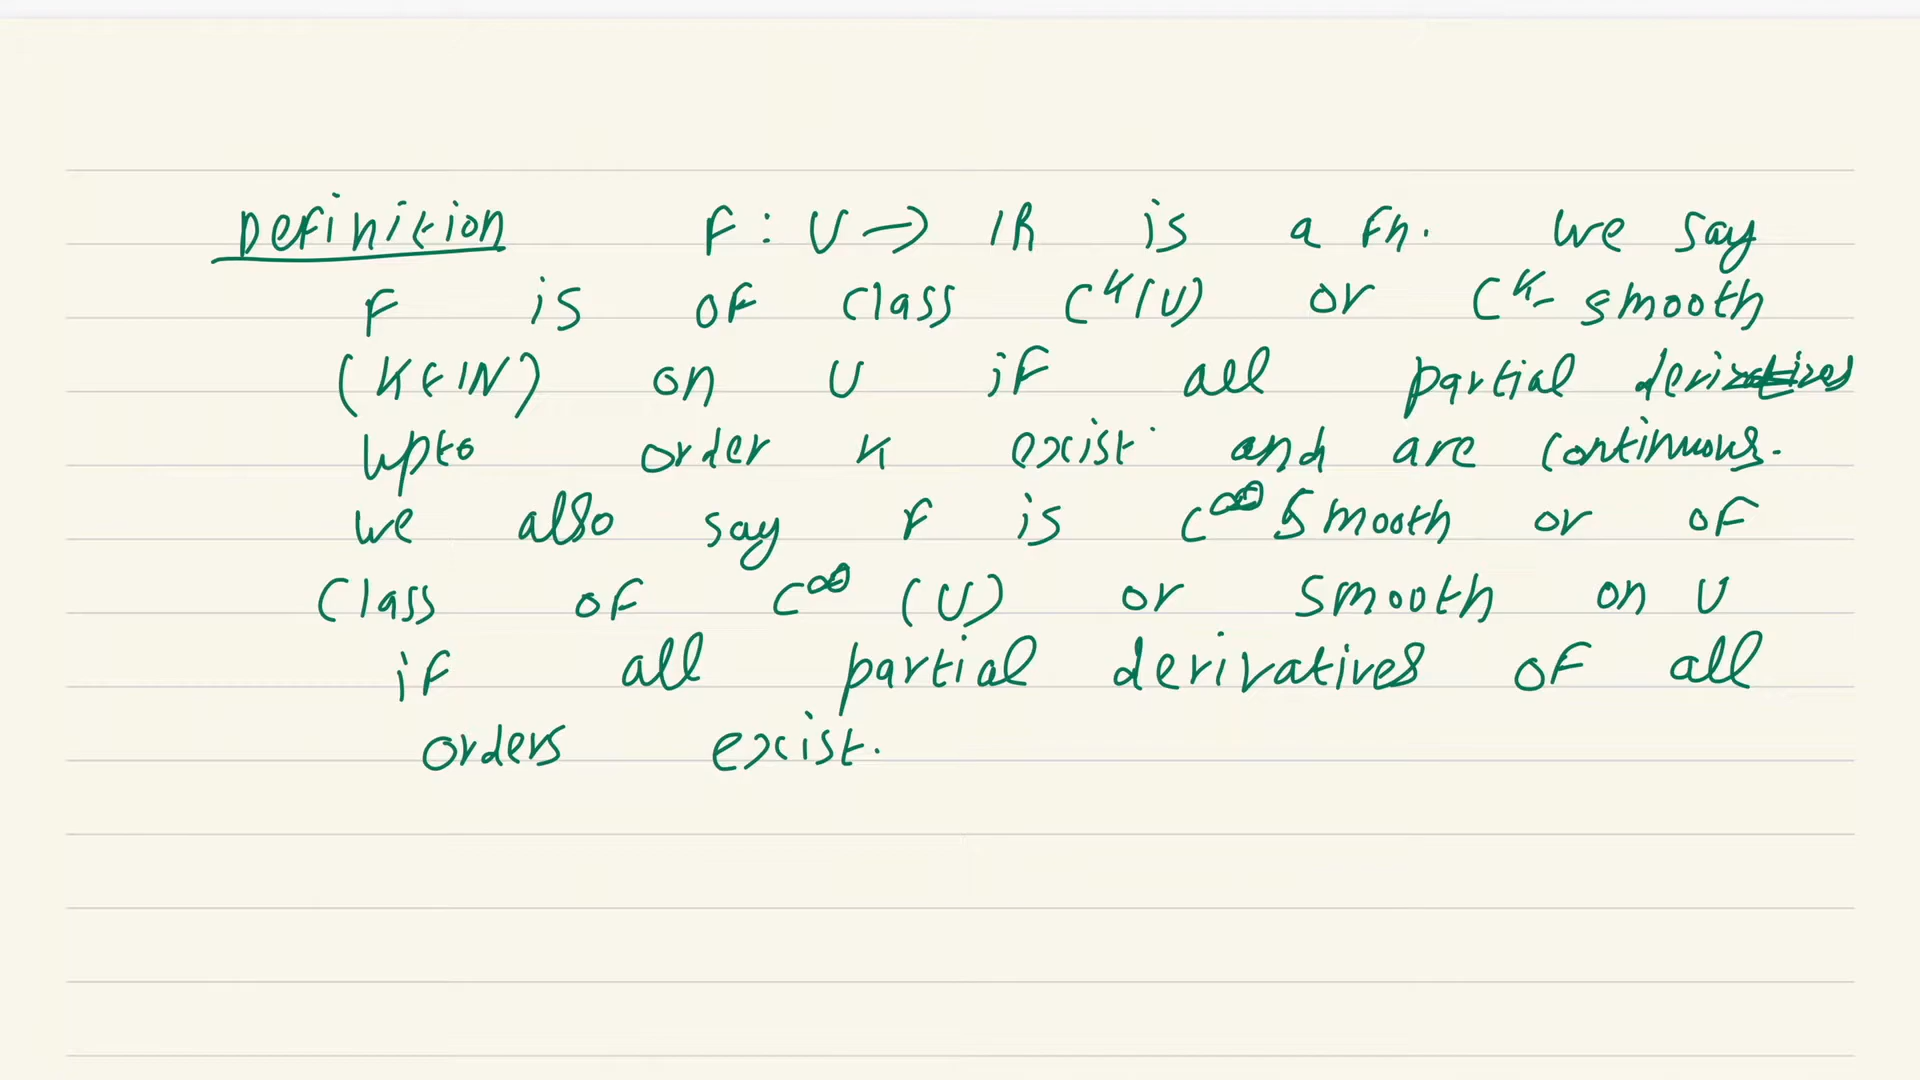 Definition F : U → ℝ is a fn. We say
F is of class C^k(U) or C^k- smooth
(k ∈ ℕ) on U if all partial derivatives
upto order k exist and are continuous.
We also say F is C^∞ smooth or of
Class of C^∞ (U) or smooth on U
if all partial derivatives of all
orders exist.